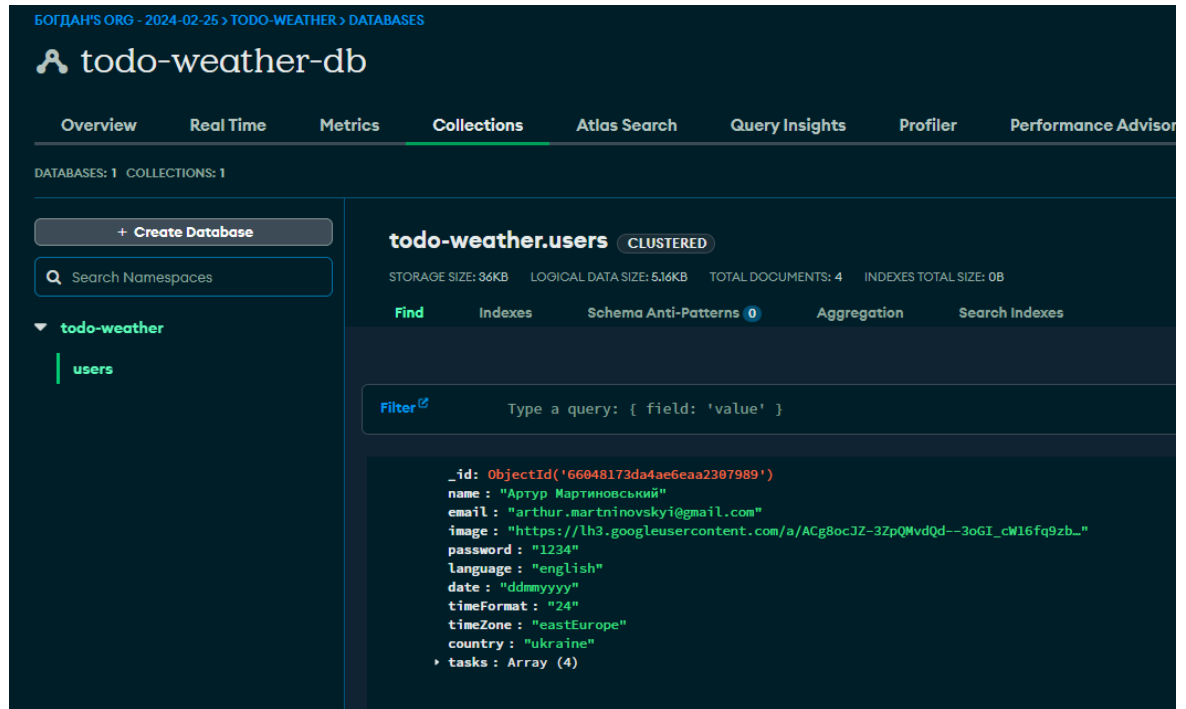 БОГДАН'S ORG - 2024-02-25 > TODO-WEATHER > DATABASES
todo-weather-db
Overview Real Time Metrics Collections Atlas Search Query Insights Profiler Performance Advisor
DATABASES: 1 COLLECTIONS: 1
+ Create Database
Search Namespaces
todo-weather
users
todo-weather.users CLUSTERED
STORAGE SIZE: 36KB LOGICAL DATA SIZE: 5.16KB TOTAL DOCUMENTS: 4 INDEXES TOTAL SIZE: 0B
Find Indexes Schema Anti-Patterns 0 Aggregation Search Indexes
Filter Type a query: { field: 'value' }
_id: ObjectId('66048173da4ae6eaa2307989')
name : "Артур Мартиновський"
email : "arthur.martninovskyi@gmail.com"
image : "https://lh3.googleusercontent.com/a/ACg8ocJZ-3ZpQMvdQd--3oGI_cW16fq9zb…"
password : "1234"
language : "english"
date : "ddmmyyyy"
timeFormat : "24"
timeZone : "eastEurope"
country : "ukraine"
tasks : Array (4)